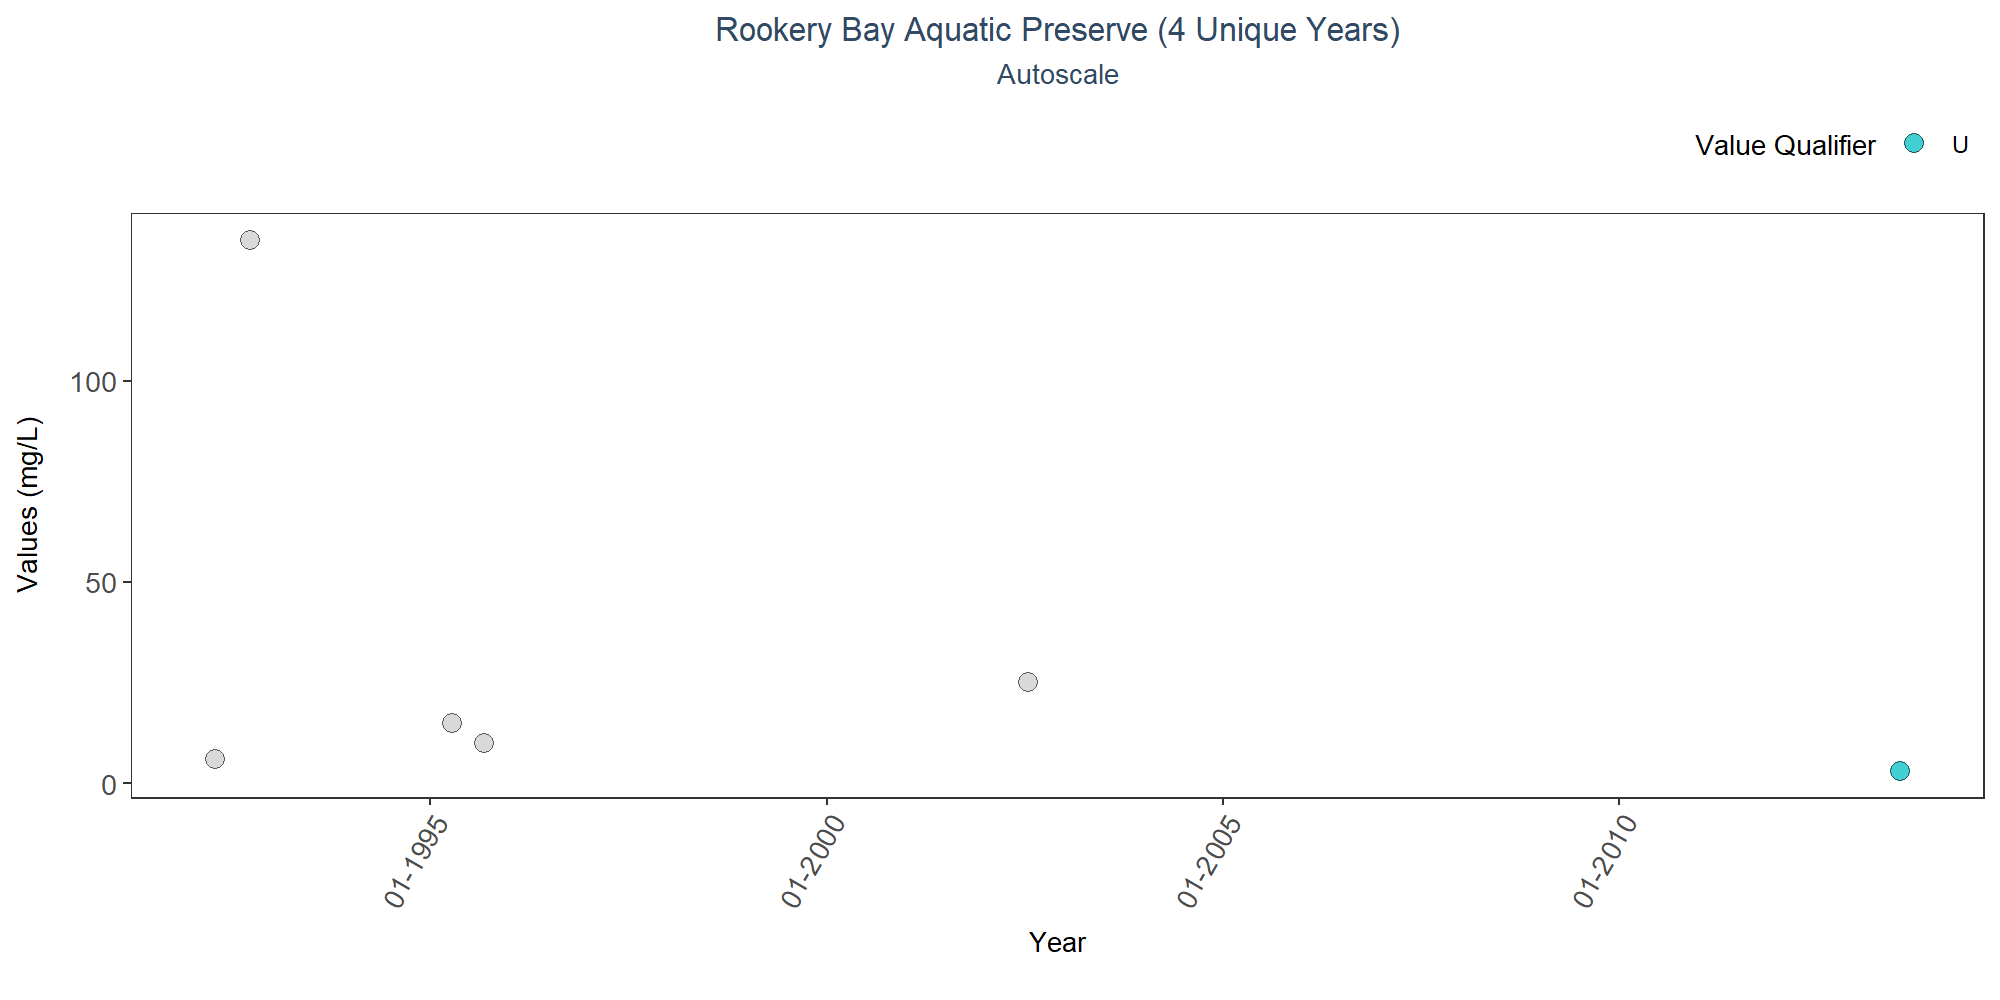 Rookery Bay Aquatic Preserve (4 Unique Years)
Autoscale
Value Qualifier U
Values (mg/L)
100
50
0
01-1995 01-2000 01-2005 01-2010
Year